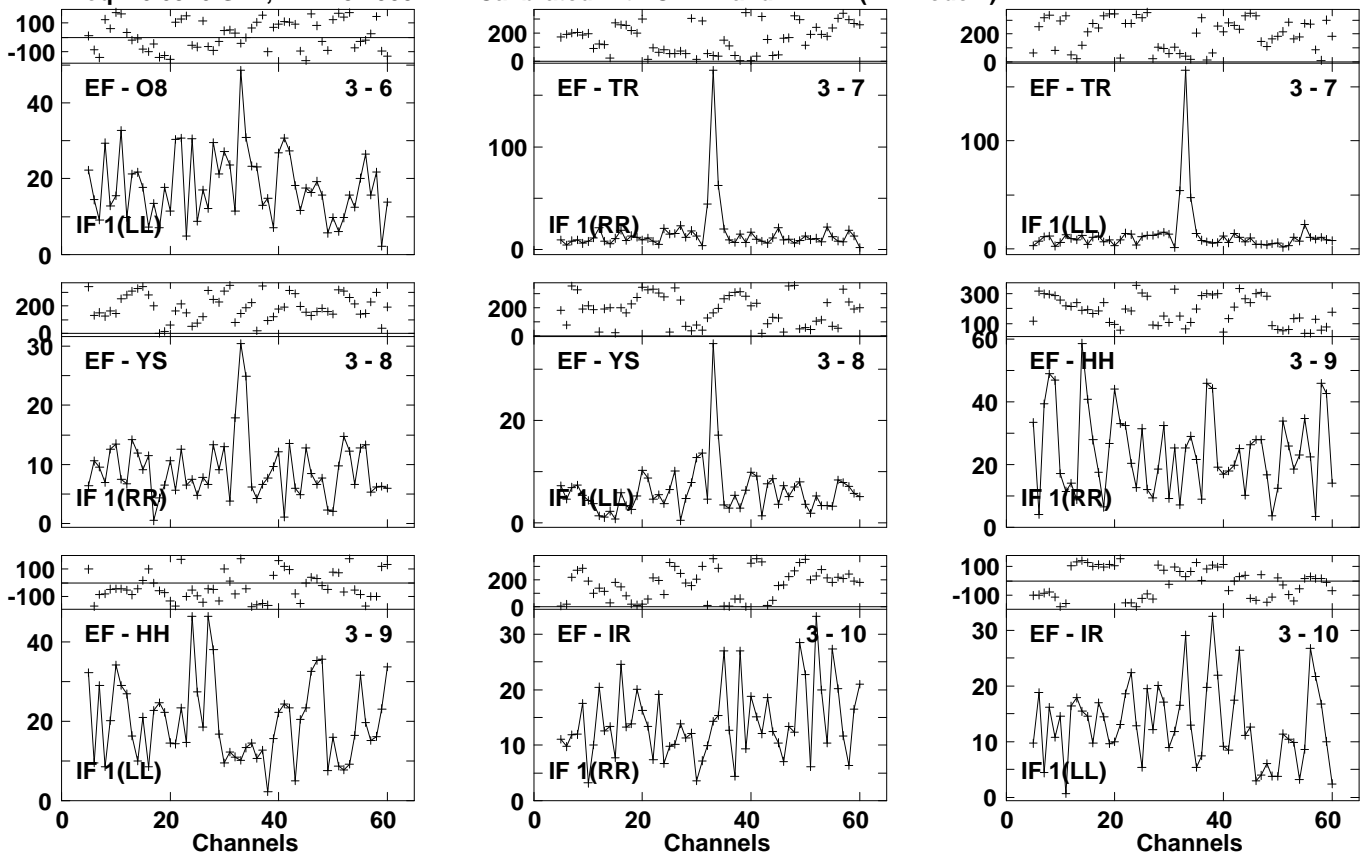 100
-100
EF - O8 3 - 6
40
20
0
IF 1(LL)
200
0
EF - TR 3 - 7
100
0
IF 1(RR)
200
0
EF - TR 3 - 7
100
0
IF 1(LL)
200
0
30
EF - YS 3 - 8
20
10
0
IF 1(RR)
200
0
EF - YS 3 - 8
20
0
IF 1(LL)
300
100
60
EF - HH 3 - 9
40
20
0
IF 1(RR)
100
-100
EF - HH 3 - 9
40
20
0
IF 1(LL)
0 20 40 60
Channels
200
0
EF - IR 3 - 10
30
20
10
0
IF 1(RR)
0 20 40 60
Channels
100
-100
EF - IR 3 - 10
30
20
10
0
IF 1(LL)
0 20 40 60
Channels